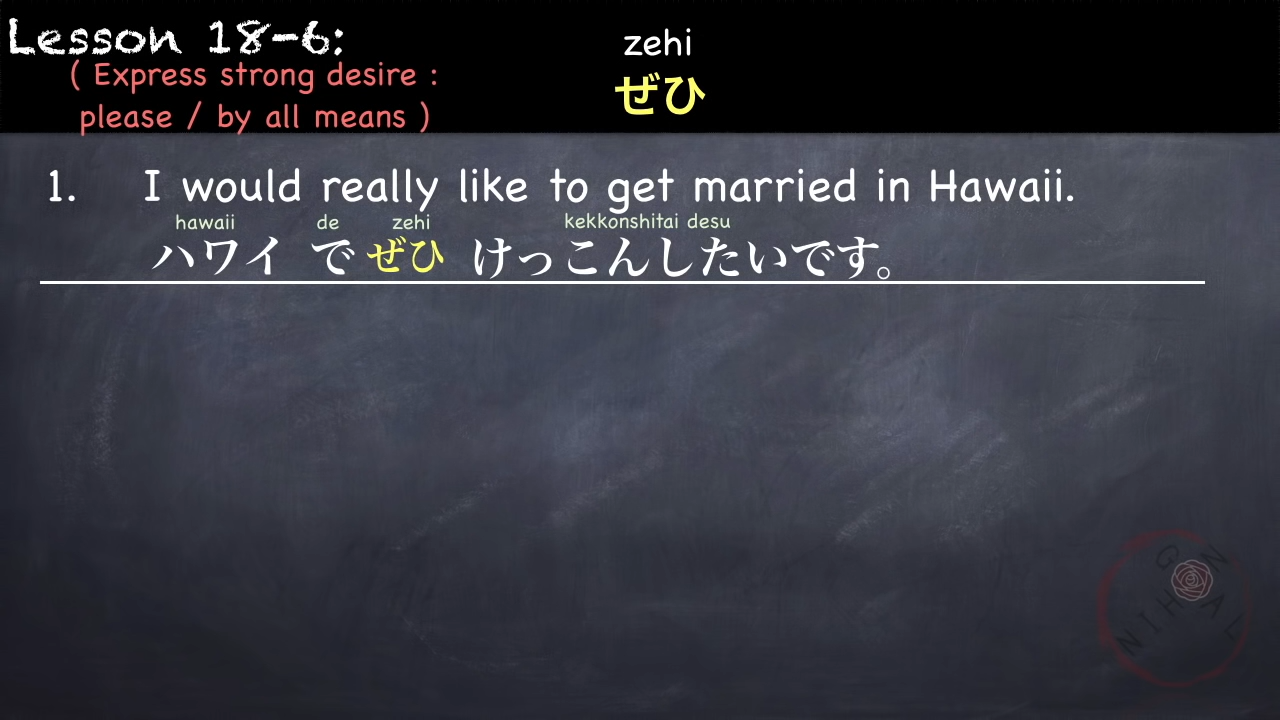 Lesson 18-6:
( Express strong desire :
please / by all means )
zehi
ぜひ
1. I would really like to get married in Hawaii.
hawaii de zehi kekkonshitai desu
ハワイ で ぜひ けっこんしたいです。
NIHONGAL